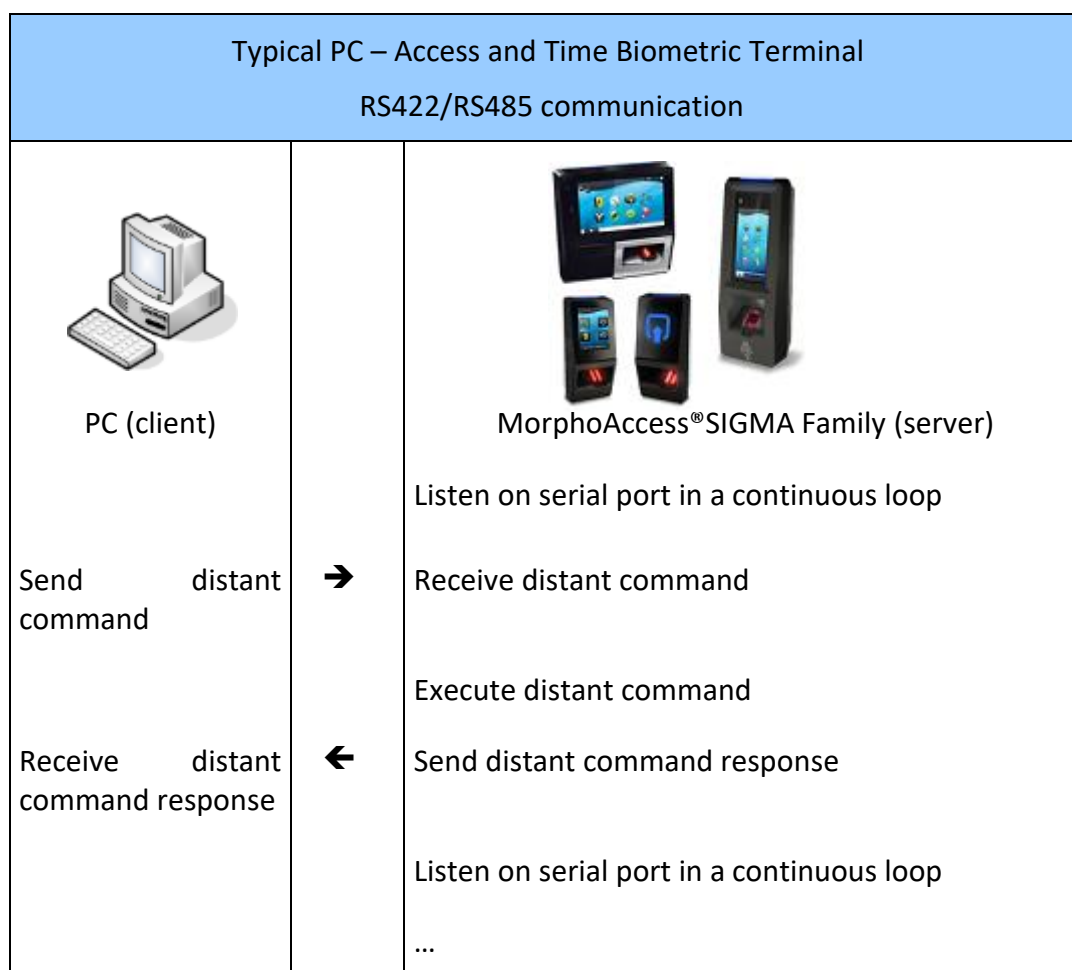 Typical PC – Access and Time Biometric Terminal
RS422/RS485 communication
PC (client)
MorphoAccess®SIGMA Family (server)
Listen on serial port in a continuous loop
Send distant
command
➔
Receive distant command
Execute distant command
Receive distant
command response
🡰
Send distant command response
Listen on serial port in a continuous loop
...